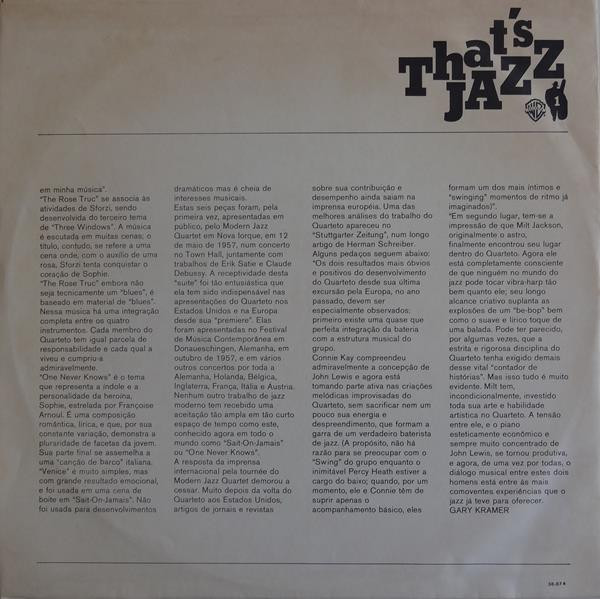 That's
JAZZ
1
em minha música".
"The Rose Truc" se associa às
atividades de Sforzi, sendo
desenvolvida do terceiro tema
de "Three Windows". A música
é escutada em muitas cenas; o
título, contudo, se refere a uma
cena onde, com o auxílio de uma
rosa, Sforzi tenta conquistar o
coração de Sophie.
"The Rose Truc" embora não
seja tecnicamente um "blues", é
baseado em material de "blues".
Nessa música há uma integração
completa entre os quatro
instrumentos. Cada membro do
Quarteto tem igual parcela de
responsabilidade e cada qual a
viveu e cumpriu-a
admiravelmente.
"One Never Knows" é o tema
que representa a índole e a
personalidade da heroína,
Sophie, estrelada por Françoise
Arnoul. É uma composição
romântica, lírica, e que, por sua
constante variação, demonstra a
pluraridade de facetas da jovem.
Sua parte final se assemelha a
uma "canção de barco" italiana.
"Venice" é muito simples, mas
com grande resultado emocional,
e foi usada em uma cena de
boite em "Sait-On-Jamais". Não
foi usada para desenvolvimentos
dramáticos mas é cheia de
interesses musicais.
Estas seis peças foram, pela
primeira vez, apresentadas em
público, pelo Modern Jazz
Quartet em Nova Iorque, em 12
de maio de 1957, num concerto
no Town Hall, juntamente com
trabalhos de Erik Satie e Claude
Debussy. A receptividade desta
"suite" foi tão entusiástica que
ela tem sido indispensável nas
apresentações do Quarteto nos
Estados Unidos e na Europa
desde sua "premiere". Elas
foram apresentadas no Festival
de Música Contemporânea em
Donaueschingen, Alemanha, em
outubro de 1957, e em vários
outros concertos por toda a
Alemanha, Holanda, Bélgica,
Inglaterra, França, Itália e Áustria.
Nenhum outro trabalho de jazz
moderno tem recebido uma
aceitação tão ampla em tão curto
espaço de tempo como este,
conhecido agora em todo o
mundo como "Sait-On-Jamais"
ou "One Never Knows".
A resposta da imprensa
internacional pela tournée do
Modern Jazz Quartet demorou a
cessar. Muito depois da volta do
Quarteto aos Estados Unidos,
artigos de jornais e revistas
sobre sua contribuição e
desempenho ainda saiam na
imprensa européia. Uma das
melhores análises do trabalho do
Quarteto apareceu no
"Stuttgarter Zeitung", num longo
artigo de Herman Schreiber.
Alguns pedaços seguem abaixo:
"Os dois resultados mais óbvios
e positivos do desenvolvimento
do Quarteto desde sua última
excursão pela Europa, no ano
passado, devem ser
especialmente observados:
primeiro existe uma quase que
perfeita integração da bateria
com a estrutura musical do
grupo.
Connie Kay compreendeu
admiravelmente a concepção de
John Lewis e agora está
tomando parte ativa nas criações
melódicas improvisadas do
Quarteto, sem sacrificar nem um
pouco sua energia e
despreendimento, que formam a
garra de um verdadeiro baterista
de jazz. (A propósito, não há
razão para se preocupar com o
"Swing" do grupo enquanto o
inimitável Percy Heath estiver a
cargo do baixo; quando, por um
momento, ele e Connie têm de
suprir apenas o
acompanhamento básico, eles
formam um dos mais íntimos e
"swinging" momentos de ritmo já
imaginados)".
"Em segundo lugar, tem-se a
impressão de que Milt Jackson,
originalmente o astro,
finalmente encontrou seu lugar
dentro do Quarteto. Agora ele
está completamente consciente
de que ninguém no mundo do
jazz pode tocar vibra-harp tão
bem quanto ele; seu longo
alcance criativo suplanta as
explosões de um "be-bop" bem
como o suave e lírico toque de
uma balada. Pode ter parecido,
por algumas vezes, que a
estrita e rigorosa disciplina do
Quarteto tenha exigido demais
desse vital "contador de
histórias". Mas isso tudo é muito
evidente. Milt tem,
incondicionalmente, investido
toda sua arte e habilidade
artística no Quarteto. A tensão
entre ele, e o piano
esteticamente econômico e
sempre muito concentrado de
John Lewis, se tornou produtiva,
e agora, de uma vez por todas, o
diálogo musical entre estes dois
homens está entre as mais
comoventes experiências que o
jazz já teve para oferecer.
GARY KRAMER